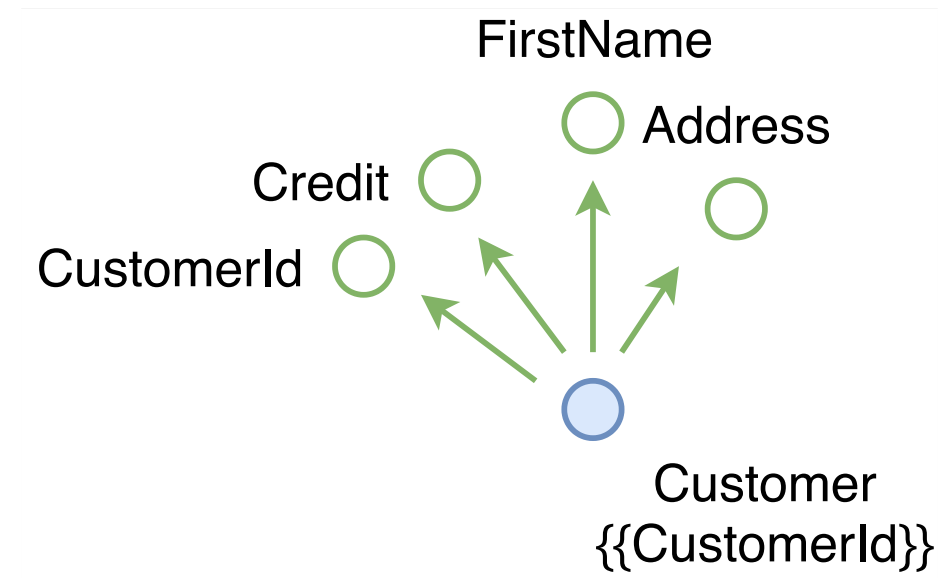 FirstName
Address
Credit
CustomerId
Customer
{{CustomerId}}